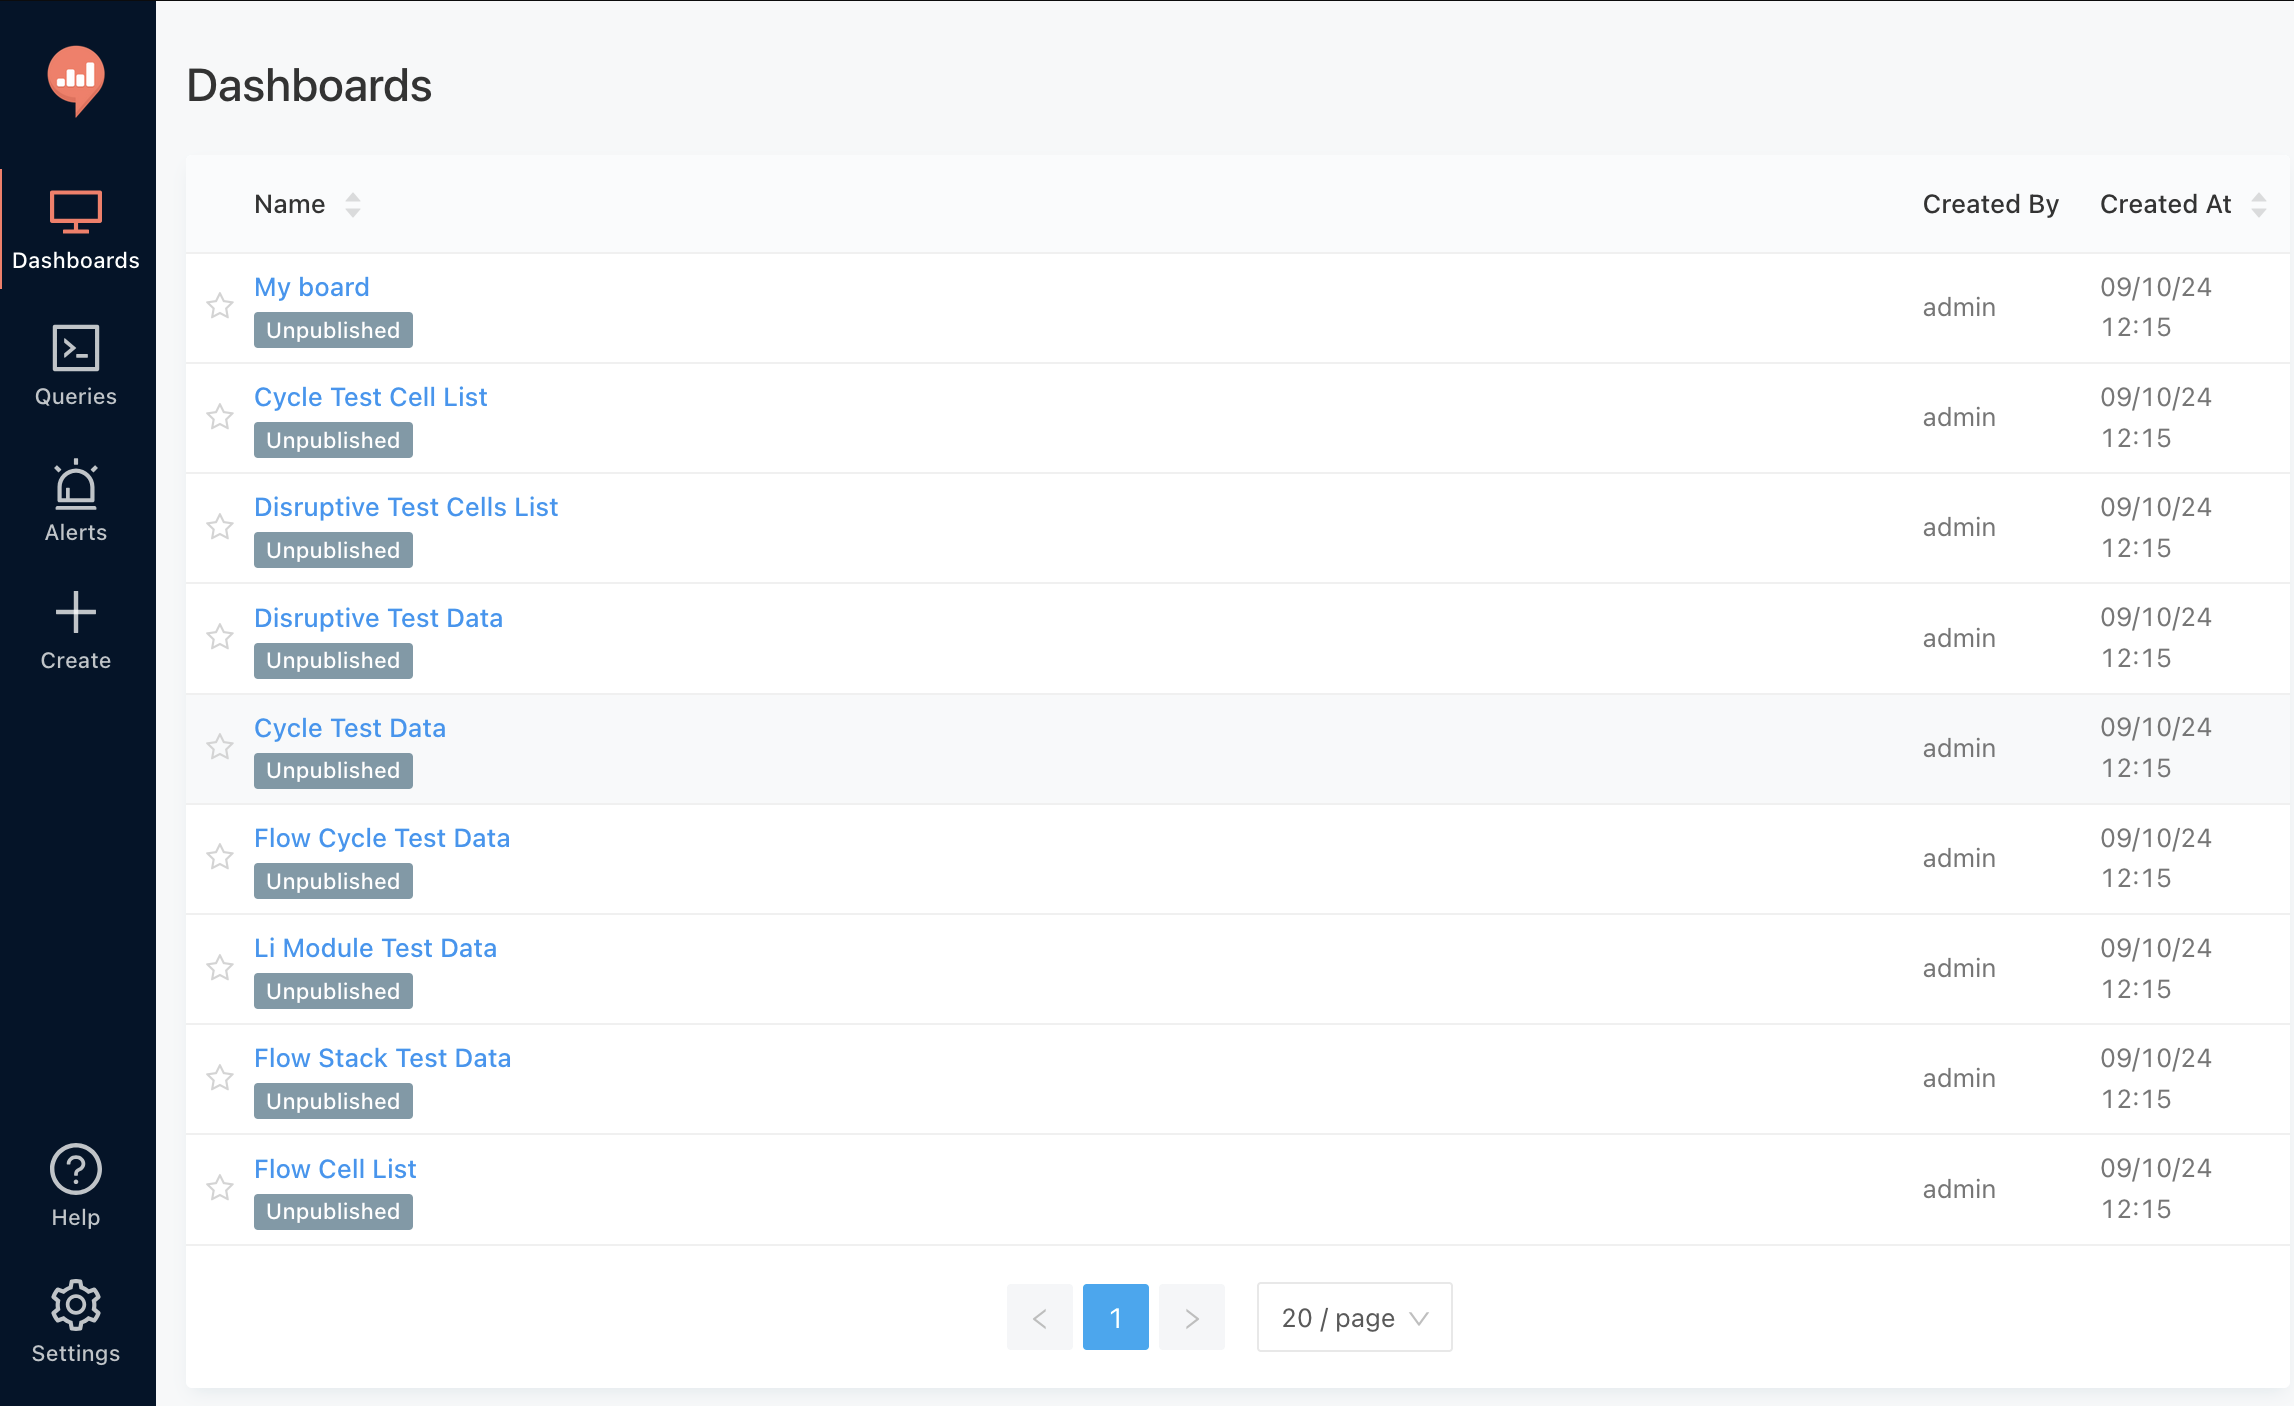 Dashboards
Dashboards
Queries
Alerts
Create
Help
Settings
Name Created By Created At
My board
Unpublished
admin
09/10/24
12:15
Cycle Test Cell List
Unpublished
admin
09/10/24
12:15
Disruptive Test Cells List
Unpublished
admin
09/10/24
12:15
Disruptive Test Data
Unpublished
admin
09/10/24
12:15
Cycle Test Data
Unpublished
admin
09/10/24
12:15
Flow Cycle Test Data
Unpublished
admin
09/10/24
12:15
Li Module Test Data
Unpublished
admin
09/10/24
12:15
Flow Stack Test Data
Unpublished
admin
09/10/24
12:15
Flow Cell List
Unpublished
admin
09/10/24
12:15
< 1 > 20 / page